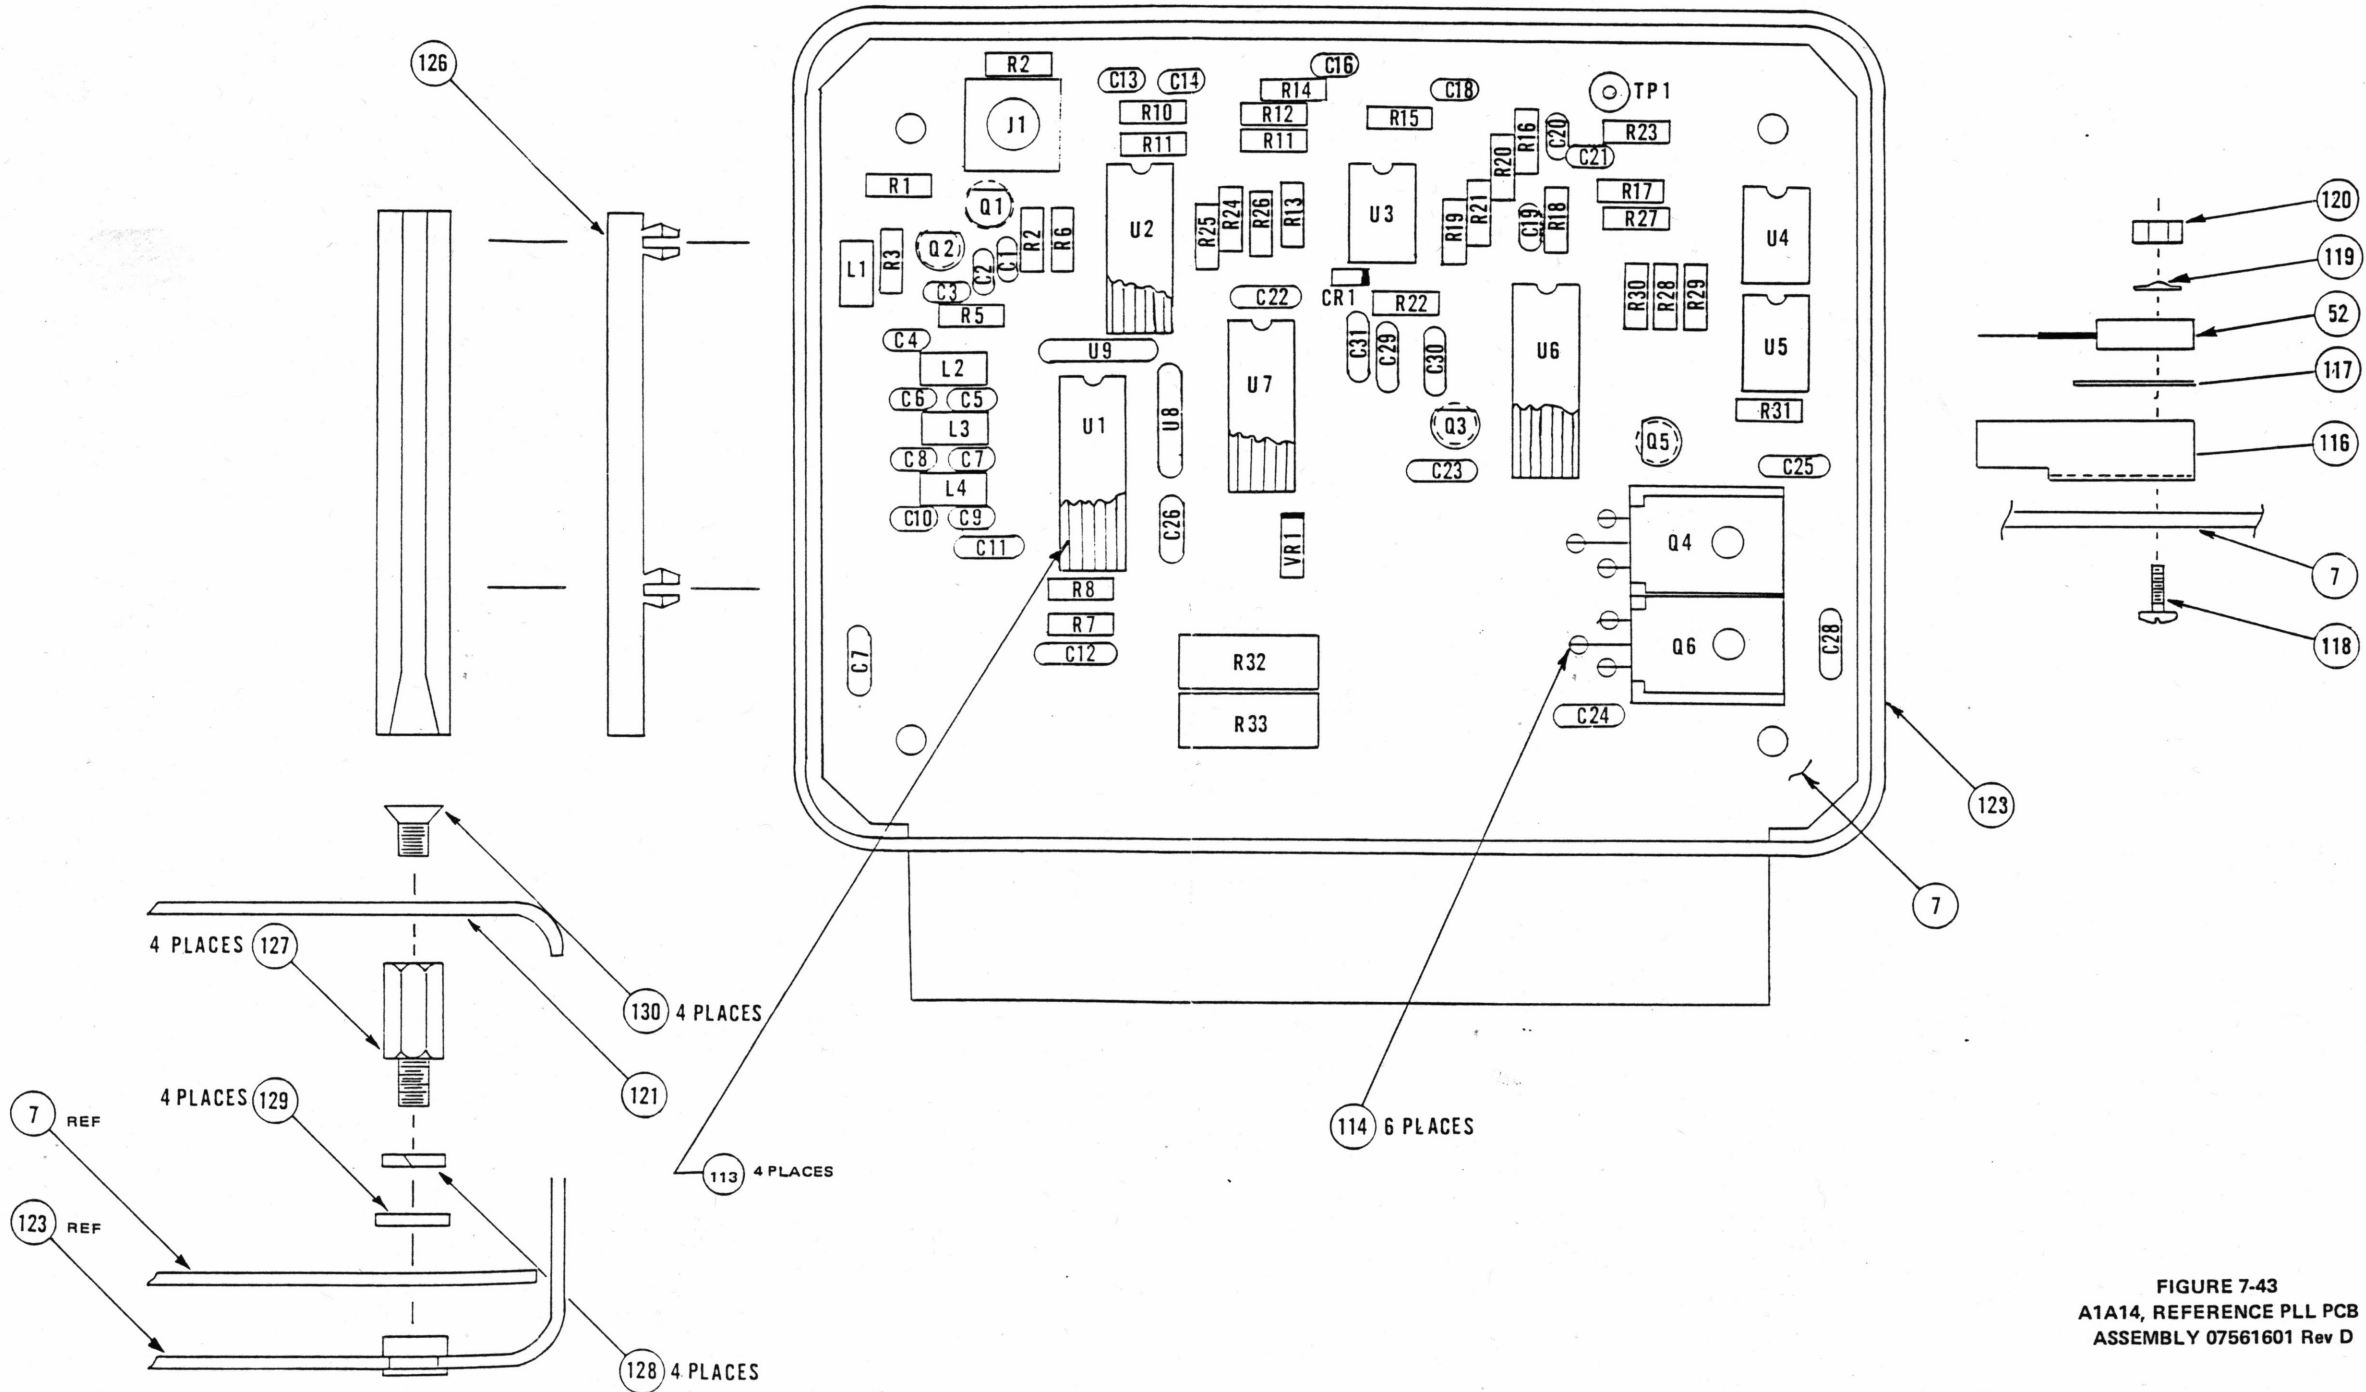 126
R2
C13
C14
C16
R14
C18
TP1
J1
R10
R12
R15
R16
C20
R23
R11
R11
R20
C21
R1
Q1
R17
120
U2
R25
R24
R26
R13
U3
R19
R21
C19
R18
R27
U4
Q2
R2
R6
L1
R3
C2
C1
119
C3
C22
CR1
R22
R30
R28
R29
52
R5
C4
U9
C31
C29
C30
U6
U5
L2
117
C6
C5
U7
U8
R31
L3
U1
Q3
Q5
116
C8
C7
C23
C25
L4
C10
C9
C26
C11
VR1
Q4
7
R8
R7
C12
R32
Q6
C28
118
C7
R33
C24
123
7
4 PLACES 127
130 4 PLACES
121
4 PLACES 129
7 REF
114 6 PLACES
113 4 PLACES
123 REF
128 4 PLACES
FIGURE 7-43
A1A14, REFERENCE PLL PCB
ASSEMBLY 07561601 Rev D